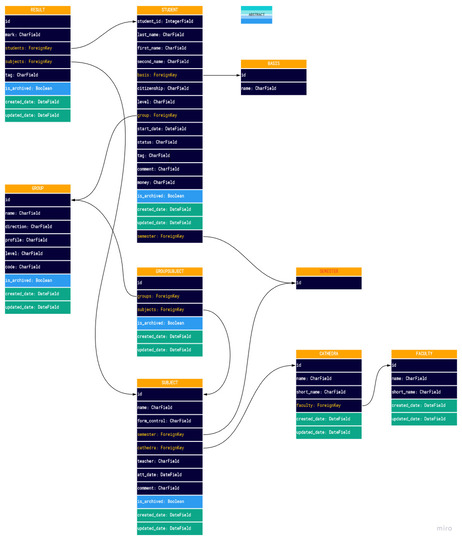 RESULT
id
mark: CharField
students: ForeignKey
subjects: ForeignKey
tag: CharField
is_archived: Boolean
created_date: DateField
updated_date: DateField
STUDENT
student_id: IntegerField
last_name: CharField
first_name: CharField
second_name: CharField
basis: ForeignKey
citizenship: CharField
level: CharField
group: ForeignKey
start_date: DateField
status: CharField
tag: CharField
comment: CharField
money: CharField
is_archived: Boolean
created_date: DateField
updated_date: DateField
semester: ForeignKey
ABSTRACT
BASIS
id
name: CharField
GROUP
id
name: CharField
direction: CharField
profile: CharField
level: CharField
code: CharField
is_archived: Boolean
created_date: DateField
updated_date: DateField
GROUPSUBJECT
id
groups: ForeignKey
subjects: ForeignKey
is_archived: Boolean
created_date: DateField
updated_date: DateField
SEMESTER
id
SUBJECT
id
name: CharField
form_control: CharField
semester: ForeignKey
cathedra: ForeignKey
teacher: CharField
att_date: DateField
comment: CharField
is_archived: Boolean
created_date: DateField
updated_date: DateField
CATHEDRA
id
name: CharField
short_name: CharField
faculty: ForeignKey
created_date: DateField
updated_date: DateField
FACULTY
id
name: CharField
short_name: CharField
created_date: DateField
updated_date: DateField
miro